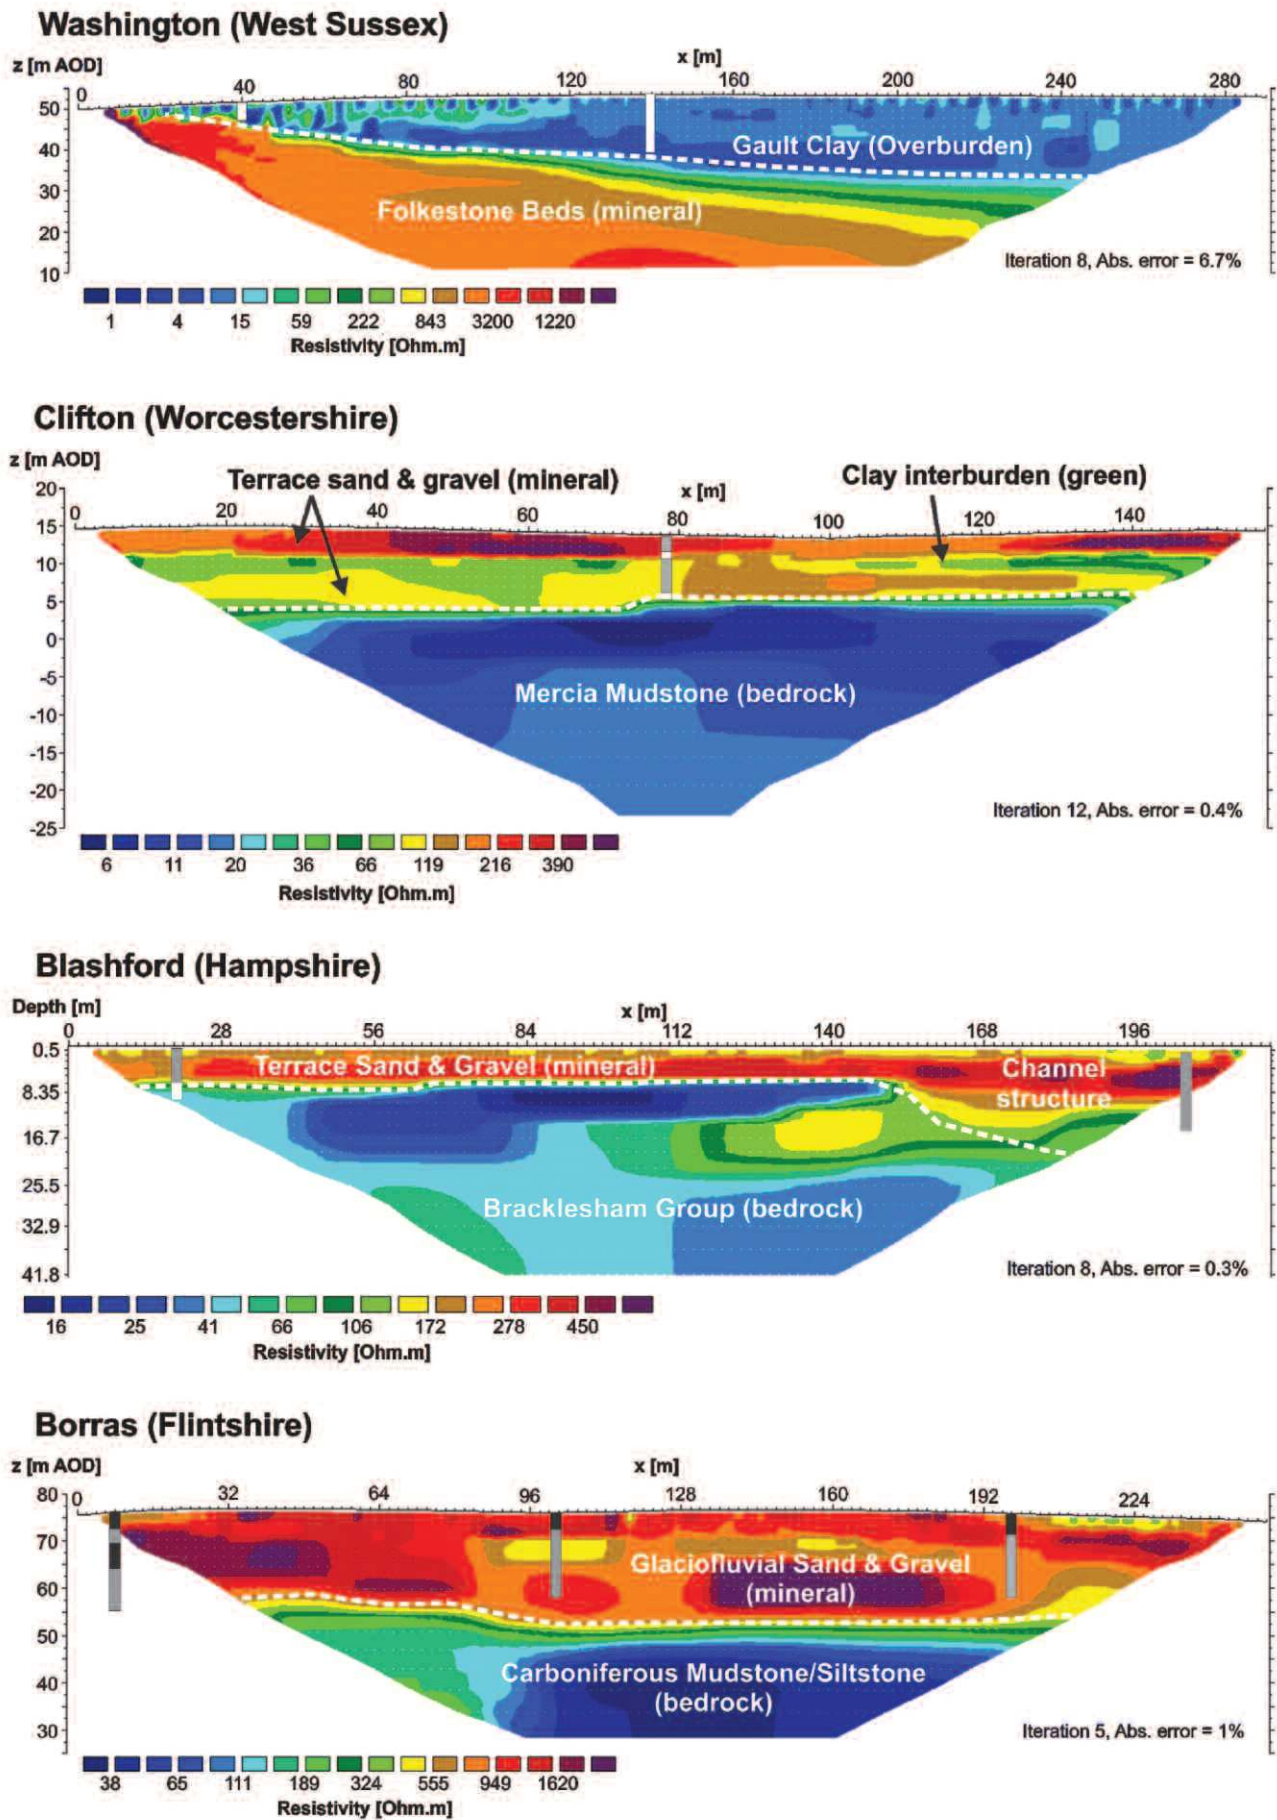 Washington (West Sussex)
z [m AOD]
x [m]
0 40 80 120 160 200 240 280
50
40
30
20
10
Gault Clay (Overburden)
Folkestone Beds (mineral)
Iteration 8, Abs. error = 6.7%
1 4 15 59 222 843 3200 1220
Resistivity [Ohm.m]
Clifton (Worcestershire)
z [m AOD]
Terrace sand & gravel (mineral)
Clay interburden (green)
x [m]
0 20 40 60 80 100 120 140
20
15
10
5
0
-5
-10
-15
-20
-25
Mercia Mudstone (bedrock)
Iteration 12, Abs. error = 0.4%
6 11 20 36 66 119 216 390
Resistivity [Ohm.m]
Blashford (Hampshire)
Depth [m]
x [m]
0 28 56 84 112 140 168 196
0.5
8.35
16.7
25.5
32.9
41.8
Terrace Sand & Gravel (mineral)
Channel
structure
Bracklesham Group (bedrock)
Iteration 8, Abs. error = 0.3%
16 25 41 66 106 172 278 450
Resistivity [Ohm.m]
Borras (Flintshire)
z [m AOD]
x [m]
0 32 64 96 128 160 192 224
80
70
60
50
40
30
Glaciofluvial Sand & Gravel
(mineral)
Carboniferous Mudstone/Siltstone
(bedrock)
Iteration 5, Abs. error = 1%
38 65 111 189 324 555 949 1620
Resistivity [Ohm.m]